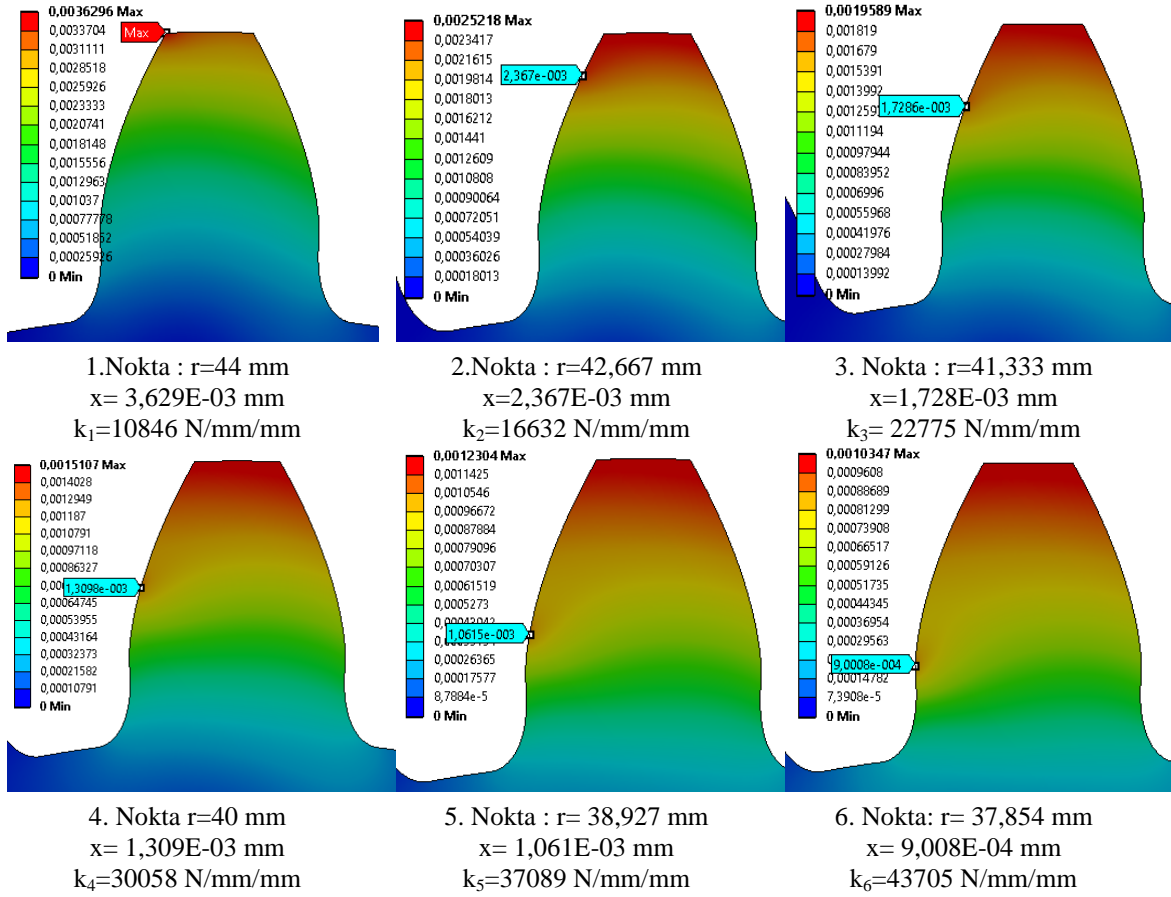 0,0036296 Max
0,0033704
Max
0,0031111
0,0028518
0,0025926
0,0023333
0,0020741
0,0018148
0,0015556
0,0012963
0,001037
0,00077778
0,00051852
0,00025926
0 Min
0,0025218 Max
0,0023417
0,0021615
0,0019814
2,367e-003
0,0018013
0,0016212
0,001441
0,0012609
0,0010808
0,00090064
0,00072051
0,00054039
0,00036026
0,00018013
0 Min
0,0019589 Max
0,001819
0,001679
0,0015391
0,0013992
1,7286e-003
0,0011194
0,00097944
0,00083952
0,0006996
0,00055968
0,00041976
0,00027984
0,00013992
0 Min
1.Nokta : r=44 mm
x= 3,629E-03 mm
k1=10846 N/mm/mm
2.Nokta : r=42,667 mm
x=2,367E-03 mm
k2=16632 N/mm/mm
3. Nokta : r=41,333 mm
x=1,728E-03 mm
k3= 22775 N/mm/mm
0,0015107 Max
0,0014028
0,0012949
0,001187
0,0010791
0,00097118
0,00086327
1,3098e-003
0,00064745
0,00053955
0,00043164
0,00032373
0,00021582
0,00010791
0 Min
0,0012304 Max
0,0011425
0,0010546
0,00096672
0,00087884
0,00079096
0,00070307
0,00061519
0,0005273
1,0615e-003
0,00026365
0,00017577
8,7884e-5
0 Min
0,0010347 Max
0,0009608
0,00088689
0,00081299
0,00073908
0,00066517
0,00059126
0,00051735
0,00044345
0,00036954
0,00029563
9,0008e-004
0,00014782
7,3908e-5
0 Min
4. Nokta r=40 mm
x= 1,309E-03 mm
k4=30058 N/mm/mm
5. Nokta : r= 38,927 mm
x= 1,061E-03 mm
k5=37089 N/mm/mm
6. Nokta: r= 37,854 mm
x= 9,008E-04 mm
k6=43705 N/mm/mm